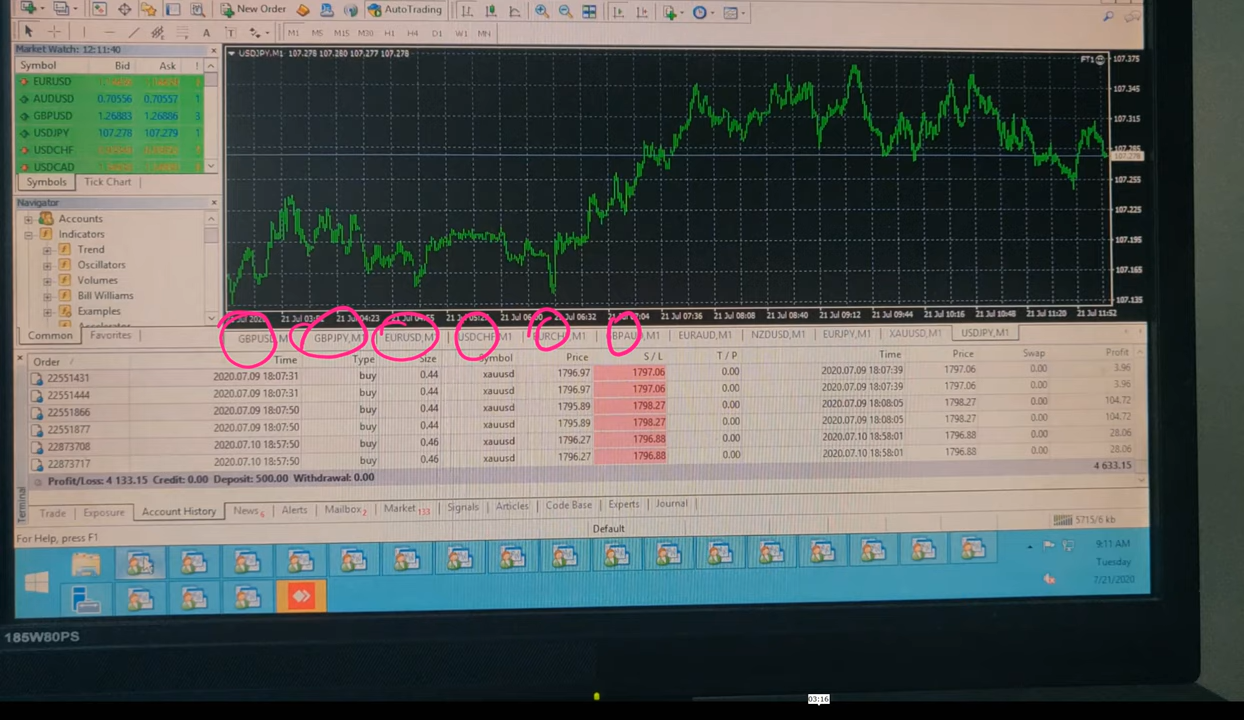 New Order AutoTrading
M1 M5 M15 M30 H1 H4 D1 W1 MN
Market Watch: 12:11:40
Symbol Bid Ask !
EURUSD
AUDUSD 0.70556 0.70557 1
GBPUSD 1.26883 1.26886 3
USDJPY 107.278 107.279 1
USDCHF
USDCAD
Symbols Tick Chart
Navigator
Accounts
Indicators
Trend
Oscillators
Volumes
Bill Williams
Examples
Common Favorites
USDJPY,M1 107.278 107.280 107.277 107.278
FT1
107.375
107.345
107.315
107.285
107.278
107.255
107.225
107.195
107.165
107.135
21 Jul 04:23 21 Jul 06:32 21 Jul 07:36 21 Jul 08:08 21 Jul 08:40 21 Jul 09:12 21 Jul 09:44 21 Jul 10:16 21 Jul 10:48 21 Jul 11:20 21 Jul 11:52
GBPUSD,M1 GBPJPY,M1 EURUSD,M USDCHF,M1 EURAUD,M1 NZDUSD,M1 EURJPY,M1 XAUUSD,M1 USDJPY,M1
Order Time Type Size Symbol Price S / L T / P Time Price Swap Profit
22551431 2020.07.09 18:07:31 buy 0.44 xauusd 1796.97 1797.06 0.00 2020.07.09 18:07:39 1797.06 0.00 3.96
22551444 2020.07.09 18:07:31 buy 0.44 xauusd 1796.97 1797.06 0.00 2020.07.09 18:07:39 1797.06 0.00 3.96
22551866 2020.07.09 18:07:50 buy 0.44 xauusd 1795.89 1798.27 0.00 2020.07.09 18:08:05 1798.27 0.00 104.72
22551877 2020.07.09 18:07:50 buy 0.44 xauusd 1795.89 1798.27 0.00 2020.07.09 18:08:05 1798.27 0.00 104.72
22873708 2020.07.10 18:57:50 buy 0.46 xauusd 1796.27 1796.88 0.00 2020.07.10 18:58:01 1796.88 0.00 28.06
22873717 2020.07.10 18:57:50 buy 0.46 xauusd 1796.27 1796.88 0.00 2020.07.10 18:58:01 1796.88 0.00 28.06
Profit/Loss: 4 133.15 Credit: 0.00 Deposit: 500.00 Withdrawal: 0.00 4 633.15
Terminal
Trade Exposure Account History News Alerts Mailbox 2 Market 133 Signals Articles Code Base Experts Journal
For Help, press F1 Default 5715/6 kb
9:11 AM
Tuesday
7/21/2020
185W80PS
03:16